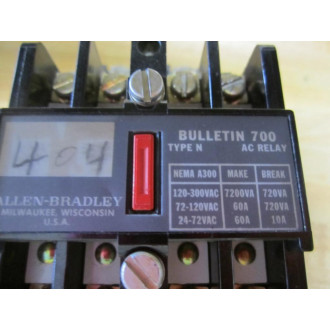 404
ALLEN-BRADLEY
MILWAUKEE, WISCONSIN
U.S.A.
BULLETIN 700
TYPE N AC RELAY
NEMA A300 MAKE BREAK
120-300VAC 7200VA 720VA
72-120VAC 60A 720VA
24-72VAC 60A 10A